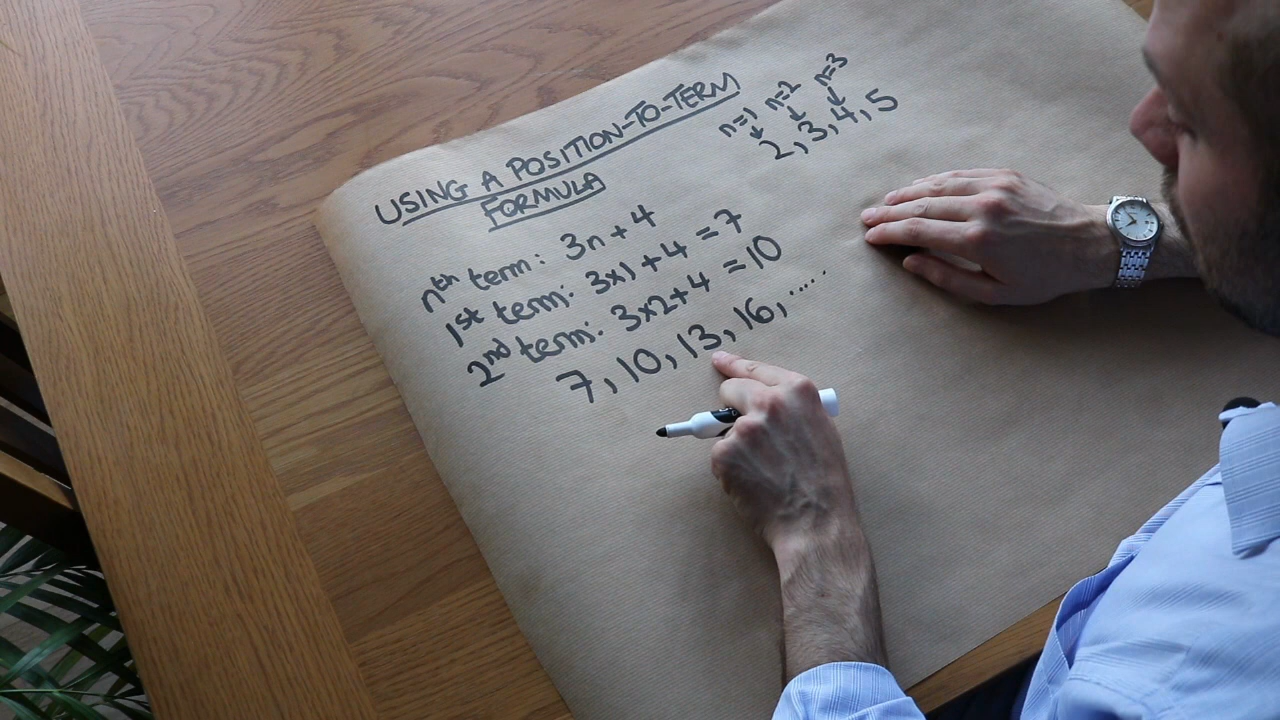 USING A POSITION-TO-TERM
FORMULA
nth term: 3n + 4
1st term: 3x1 + 4 = 7
2nd term: 3x2+4 = 10
7, 10, 13, 16, .....
n=1 n=2 n=3
2, 3, 4, 5